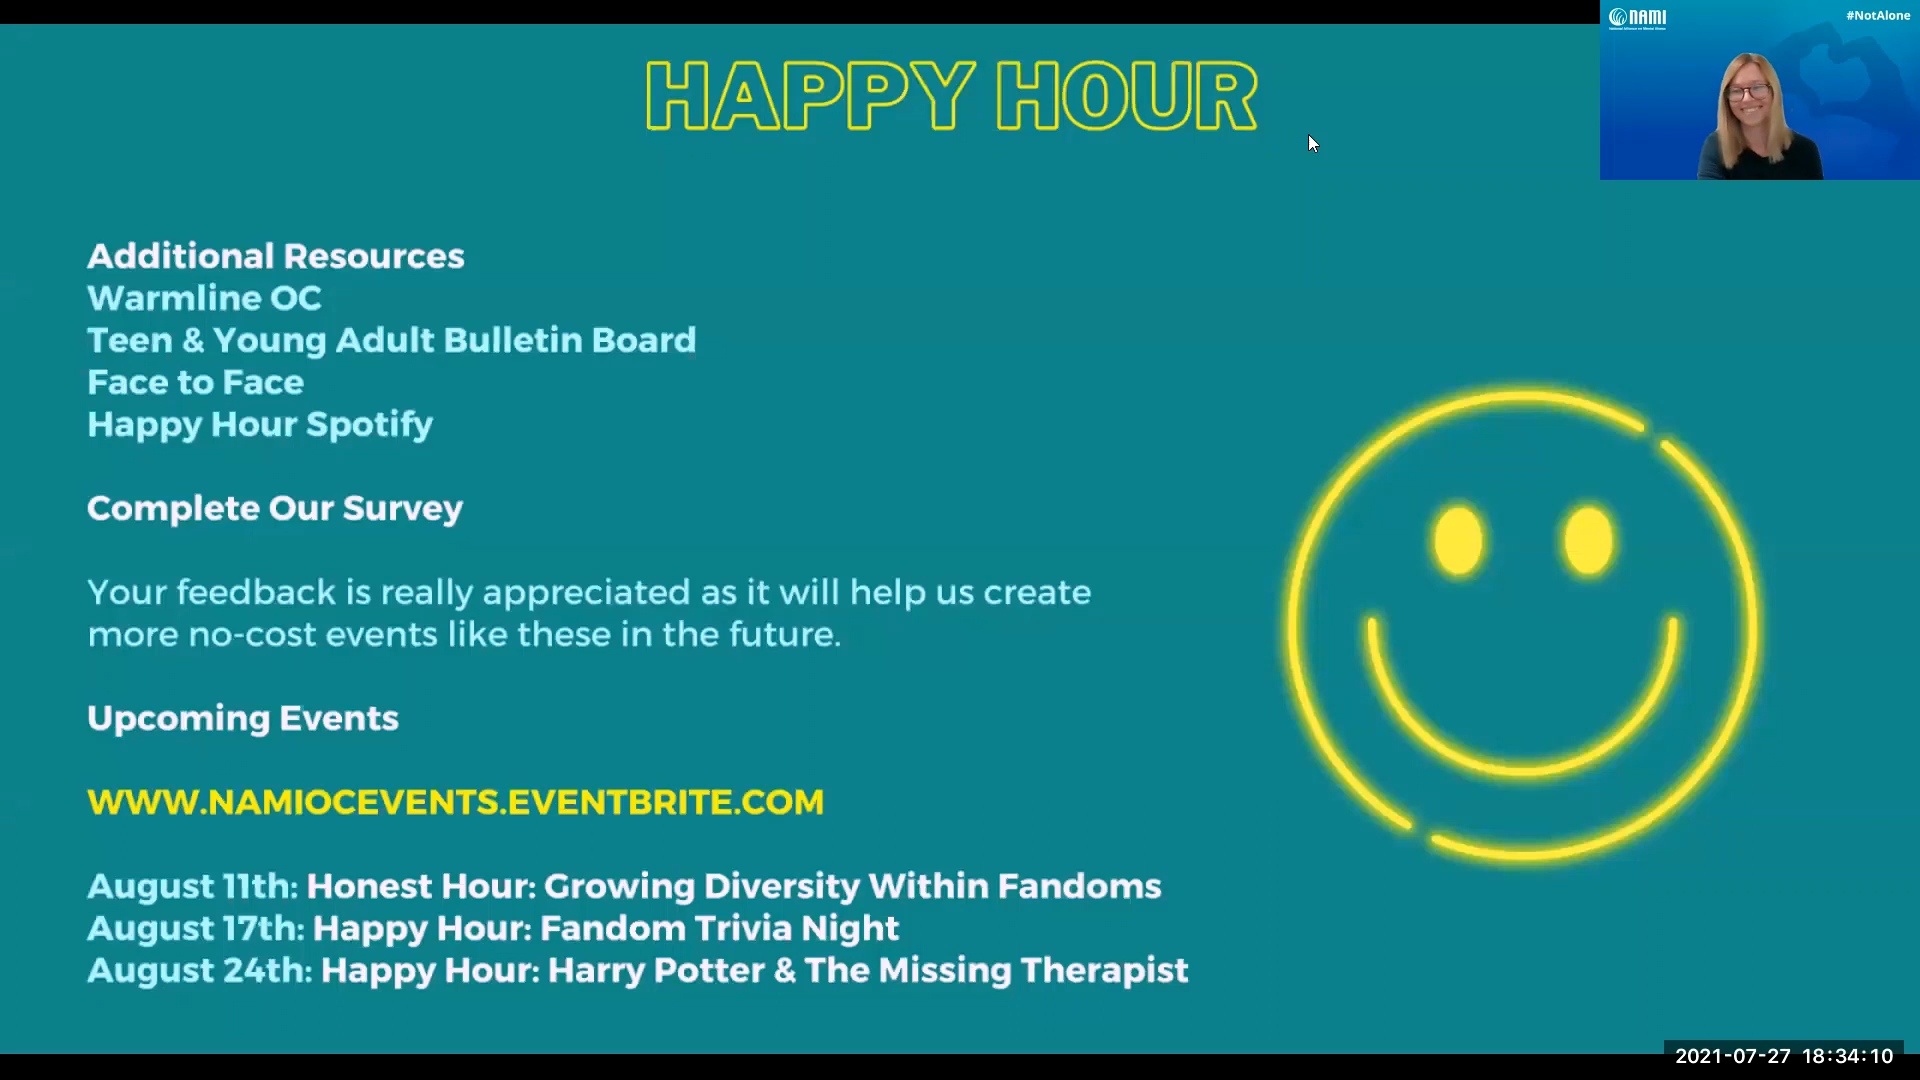 HAPPY HOUR
NAMI
#NotAlone
Additional Resources
Warmline OC
Teen & Young Adult Bulletin Board
Face to Face
Happy Hour Spotify
Complete Our Survey
Your feedback is really appreciated as it will help us create
more no-cost events like these in the future.
Upcoming Events
WWW.NAMIOCEVENTS.EVENTBRITE.COM
August 11th: Honest Hour: Growing Diversity Within Fandoms
August 17th: Happy Hour: Fandom Trivia Night
August 24th: Happy Hour: Harry Potter & The Missing Therapist
2021-07-27 18:34:10